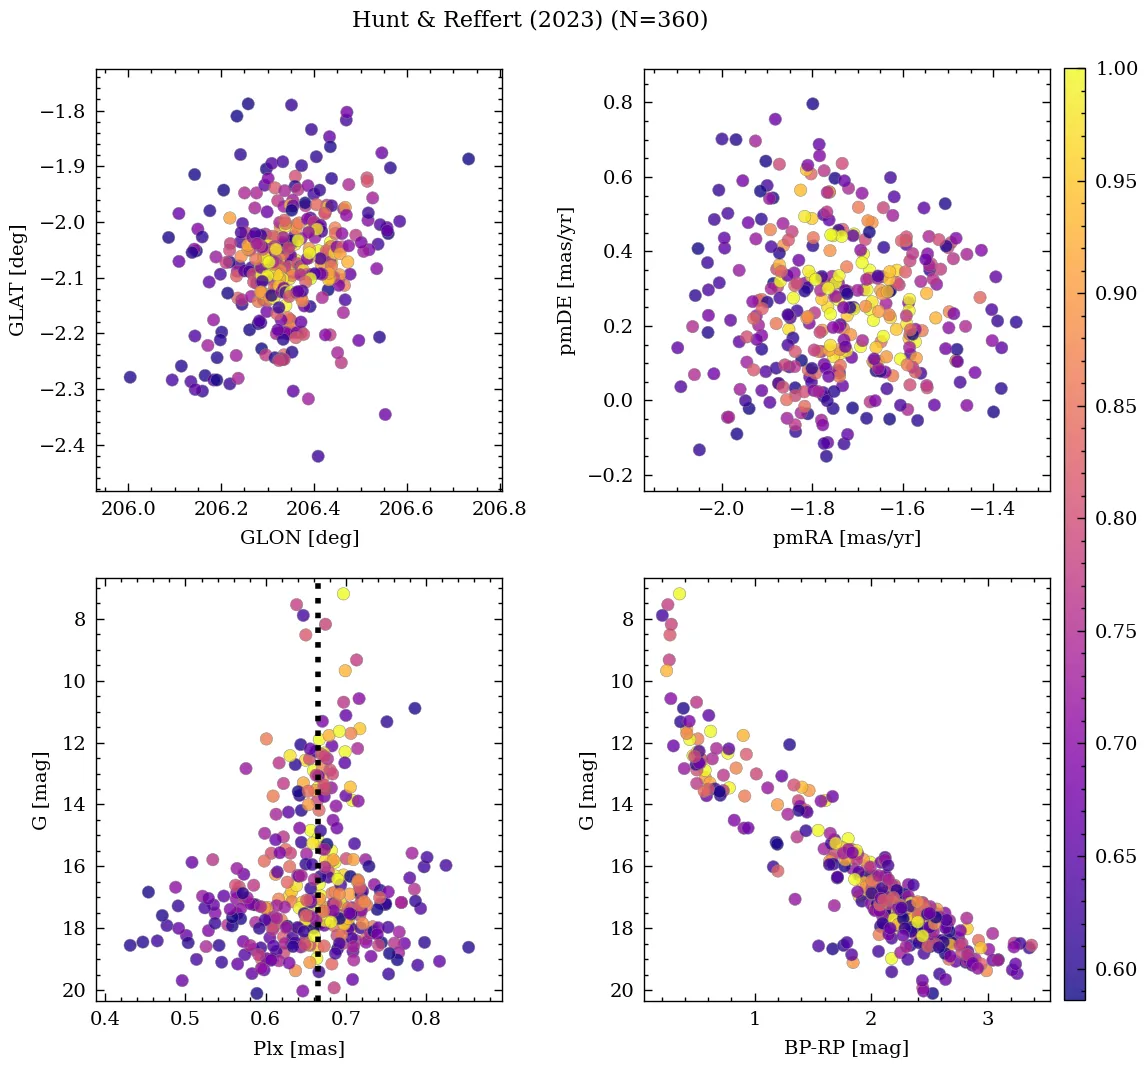 Hunt & Reffert (2023) (N=360)
−1.8
−1.9
−2.0
−2.1
−2.2
−2.3
−2.4
GLAT [deg]
206.0 206.2 206.4 206.6 206.8
GLON [deg]
0.8
0.6
0.4
0.2
0.0
−0.2
pmDE [mas/yr]
−2.0 −1.8 −1.6 −1.4
pmRA [mas/yr]
8
10
12
14
16
18
20
G [mag]
0.4 0.5 0.6 0.7 0.8
Plx [mas]
8
10
12
14
16
18
20
G [mag]
1 2 3
BP-RP [mag]
1.00
0.95
0.90
0.85
0.80
0.75
0.70
0.65
0.60